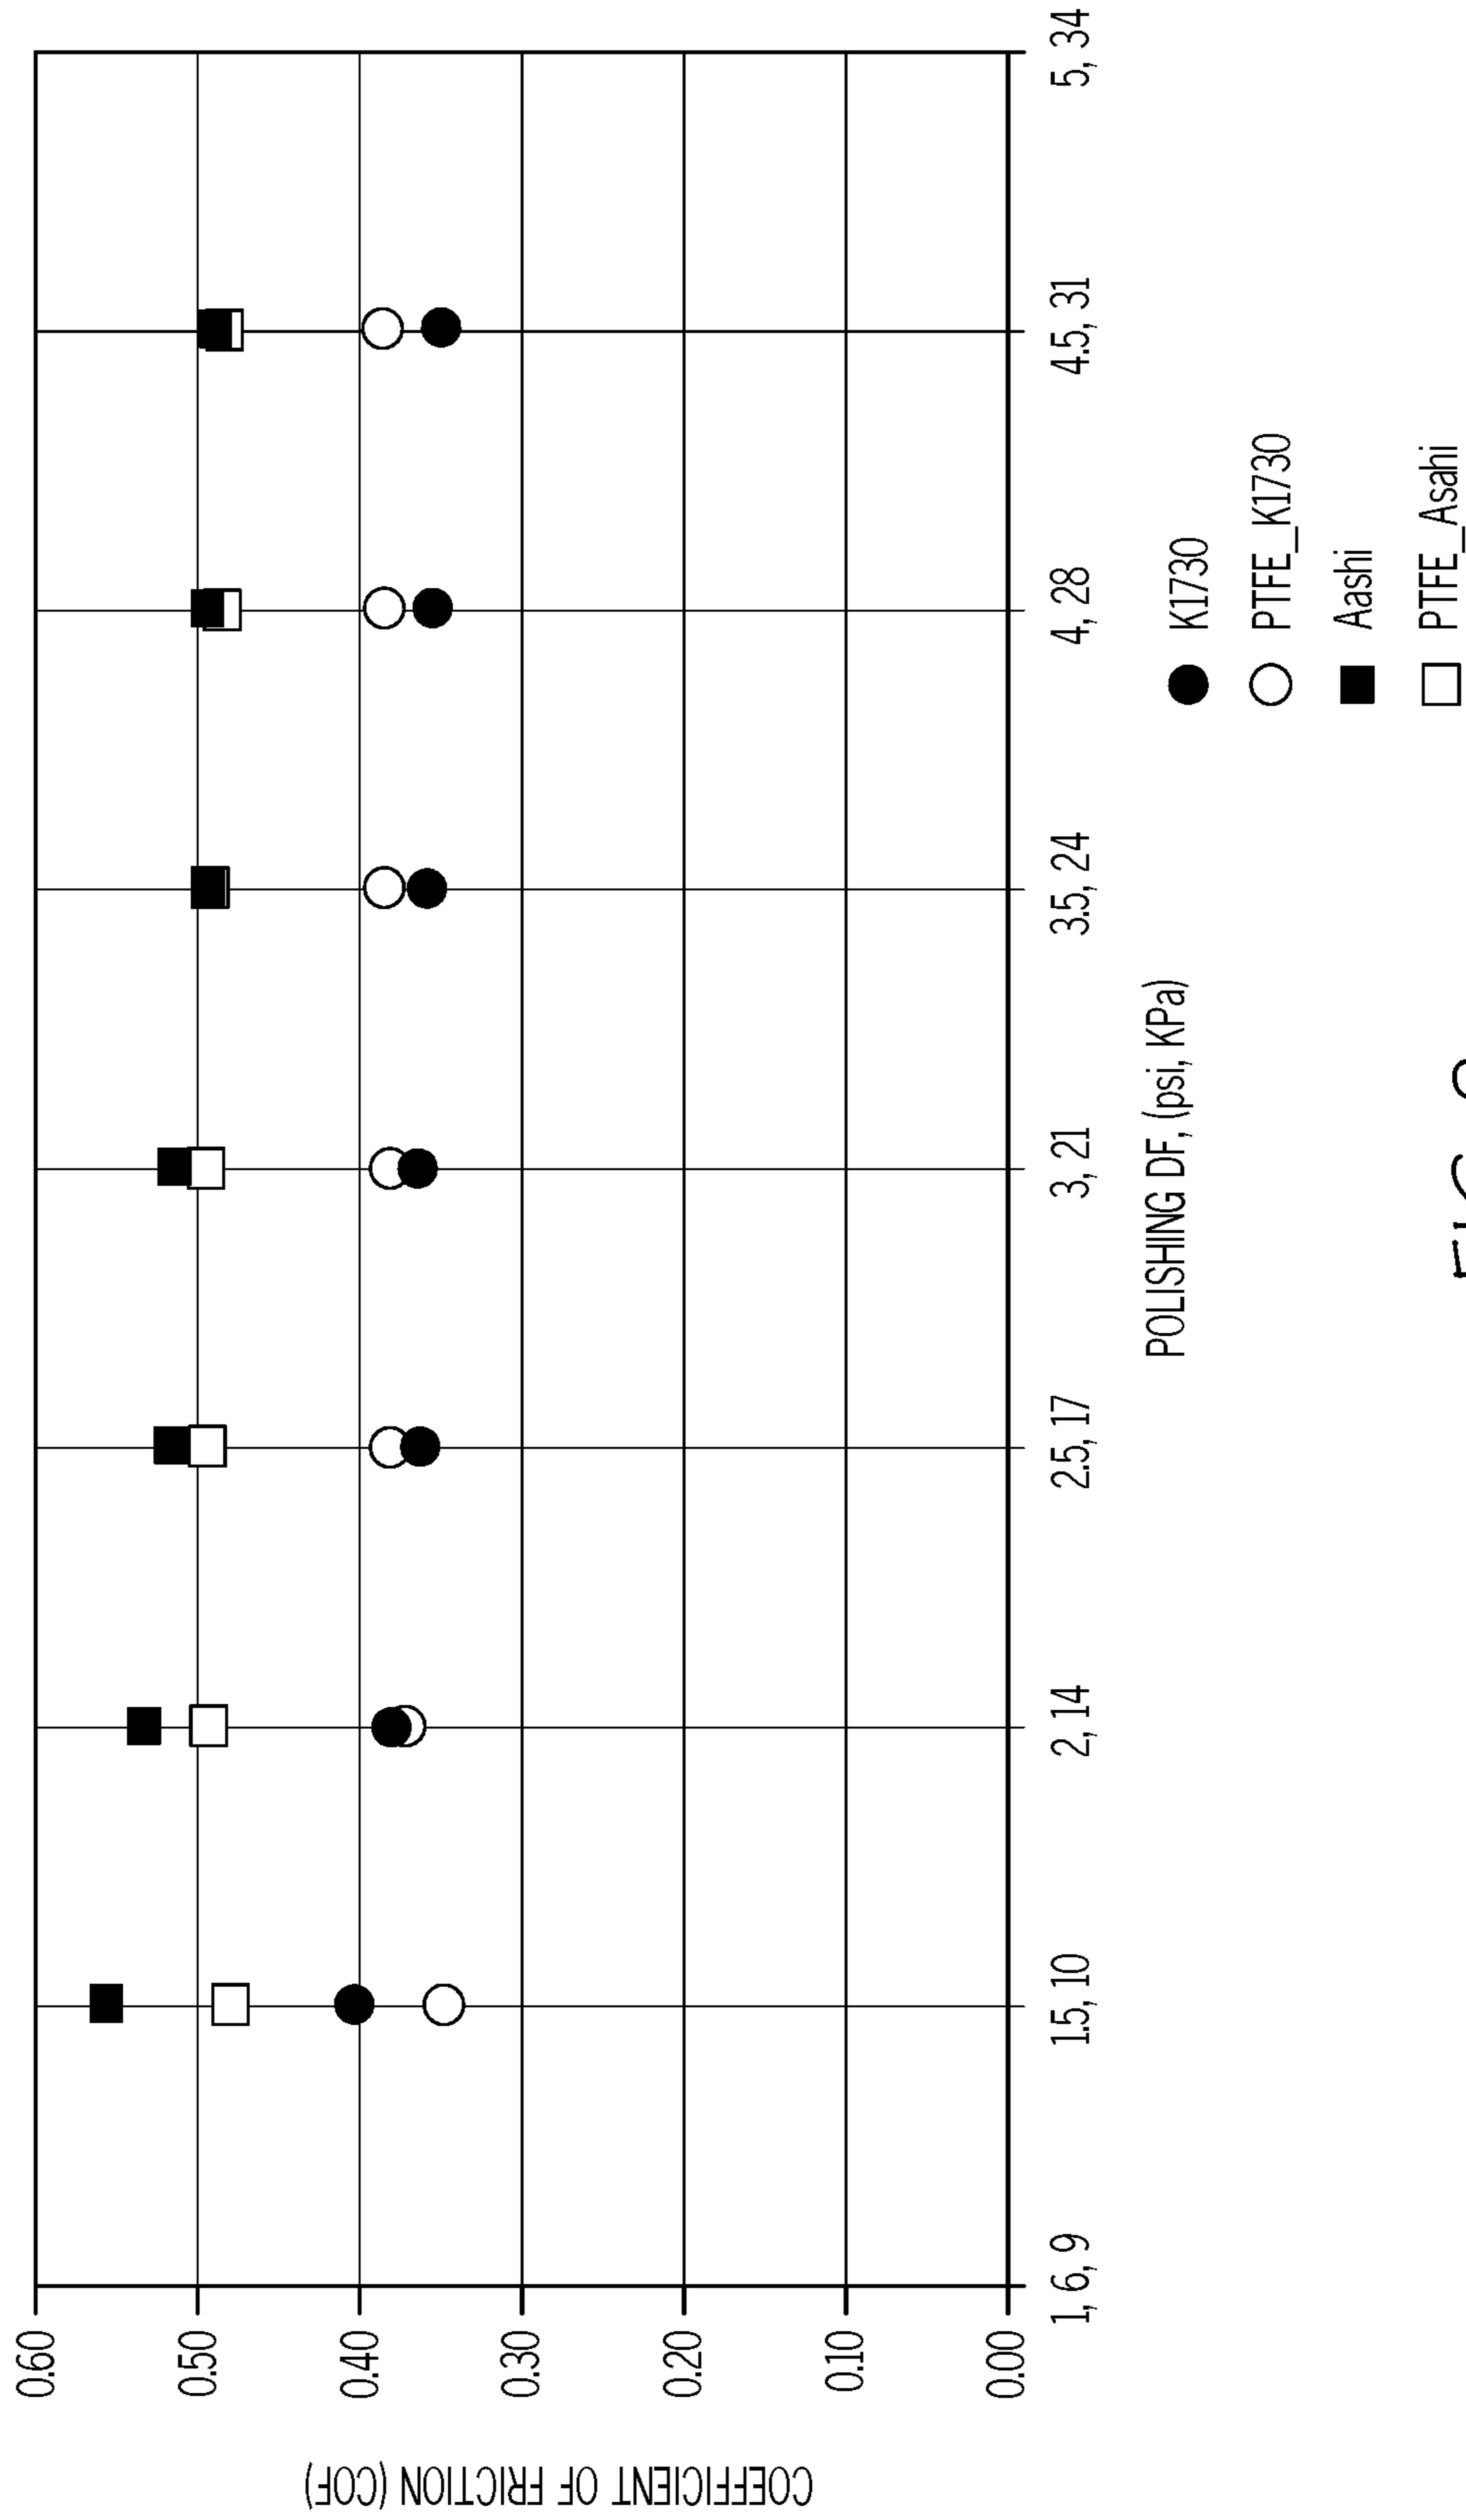 COEFFICIENT OF FRICTION (COF)
0.60
0.50
0.40
0.30
0.20
0.10
0.00
1, 6, 9
1.5, 10
2, 14
2.5, 17
3, 21
3.5, 24
4, 28
4.5, 31
5, 34
POLISHING DF, (psi, KPa)
K1730
PTFE_K1730
Aashi
PTFE_Asahi